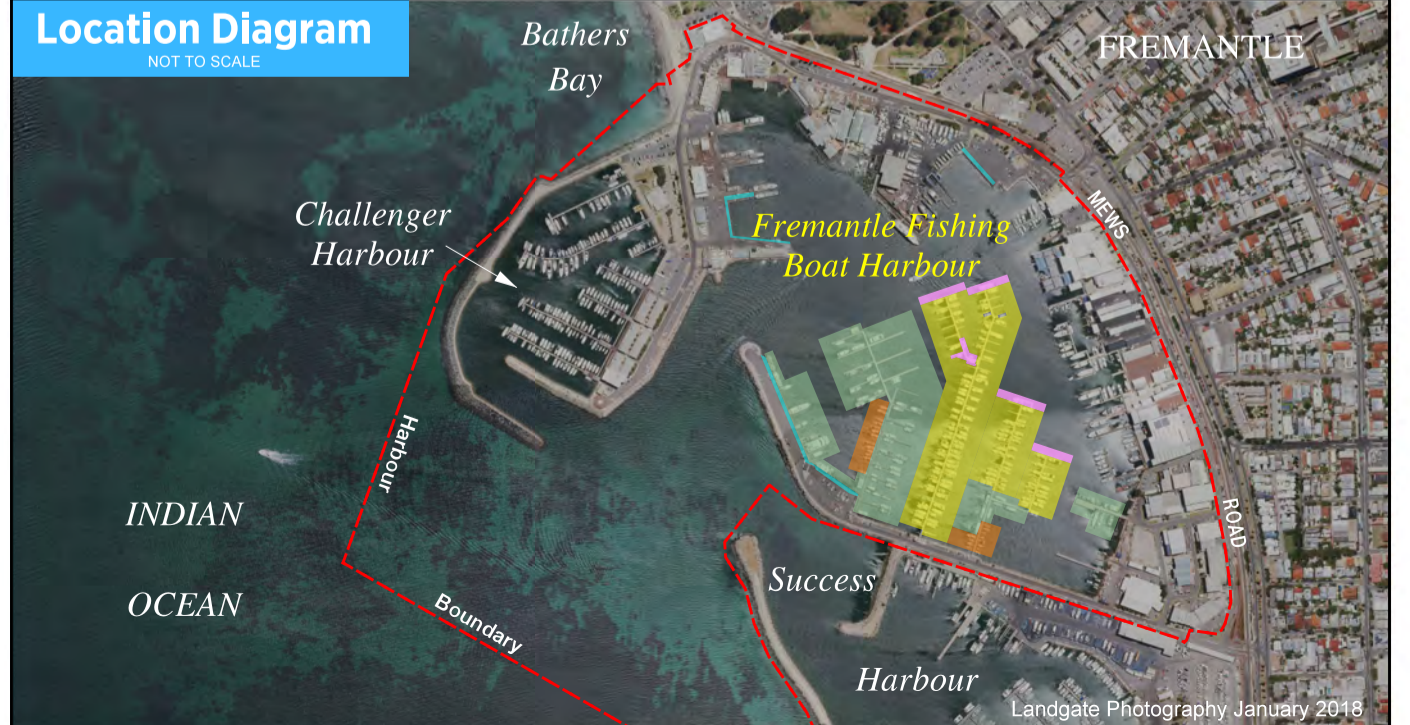 Location Diagram
NOT TO SCALE
Bathers
Bay
FREMANTLE
Challenger
Harbour
MEWS
Fremantle Fishing
Boat Harbour
Harbour
INDIAN
OCEAN
ROAD
Success
Boundary
Harbour
Landgate Photography January 2018